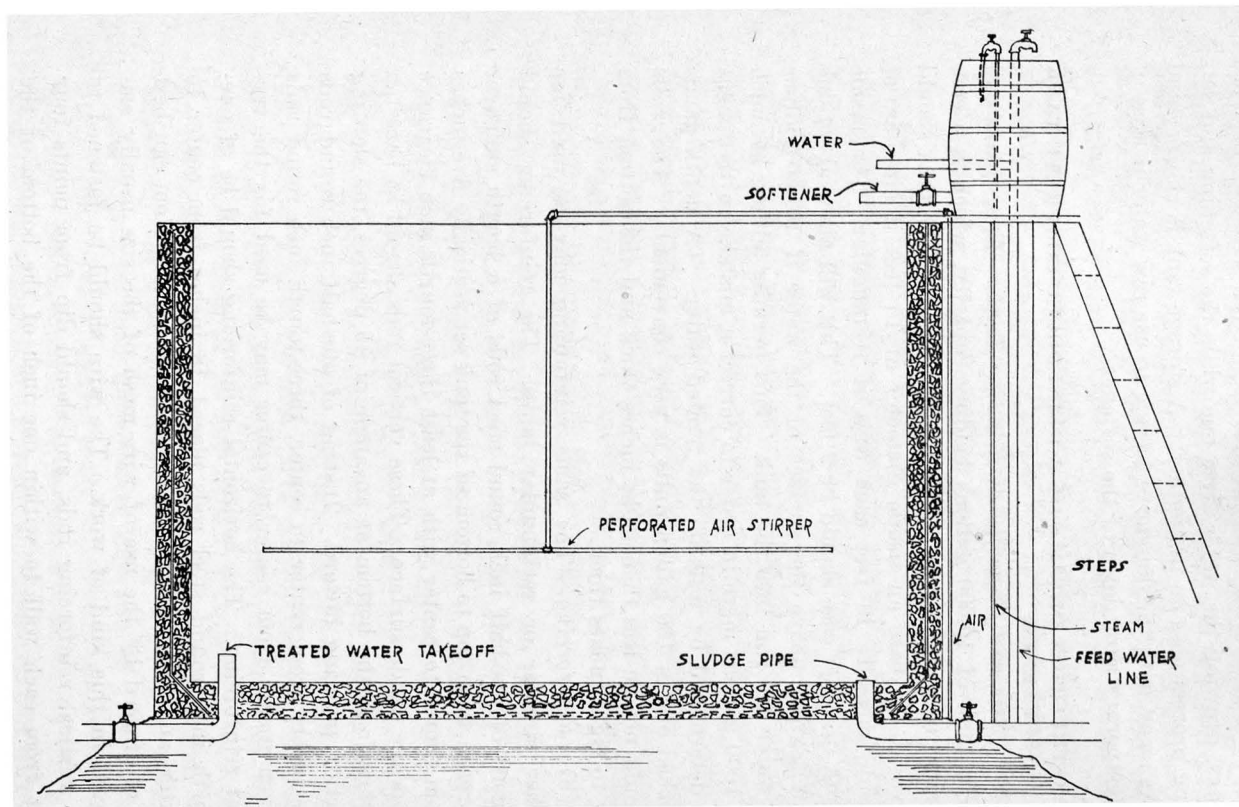 WATER
SOFTENER
PERFORATED AIR STIRRER
STEPS
AIR
STEAM
FEED WATER
LINE
TREATED WATER TAKEOFF
SLUDGE PIPE